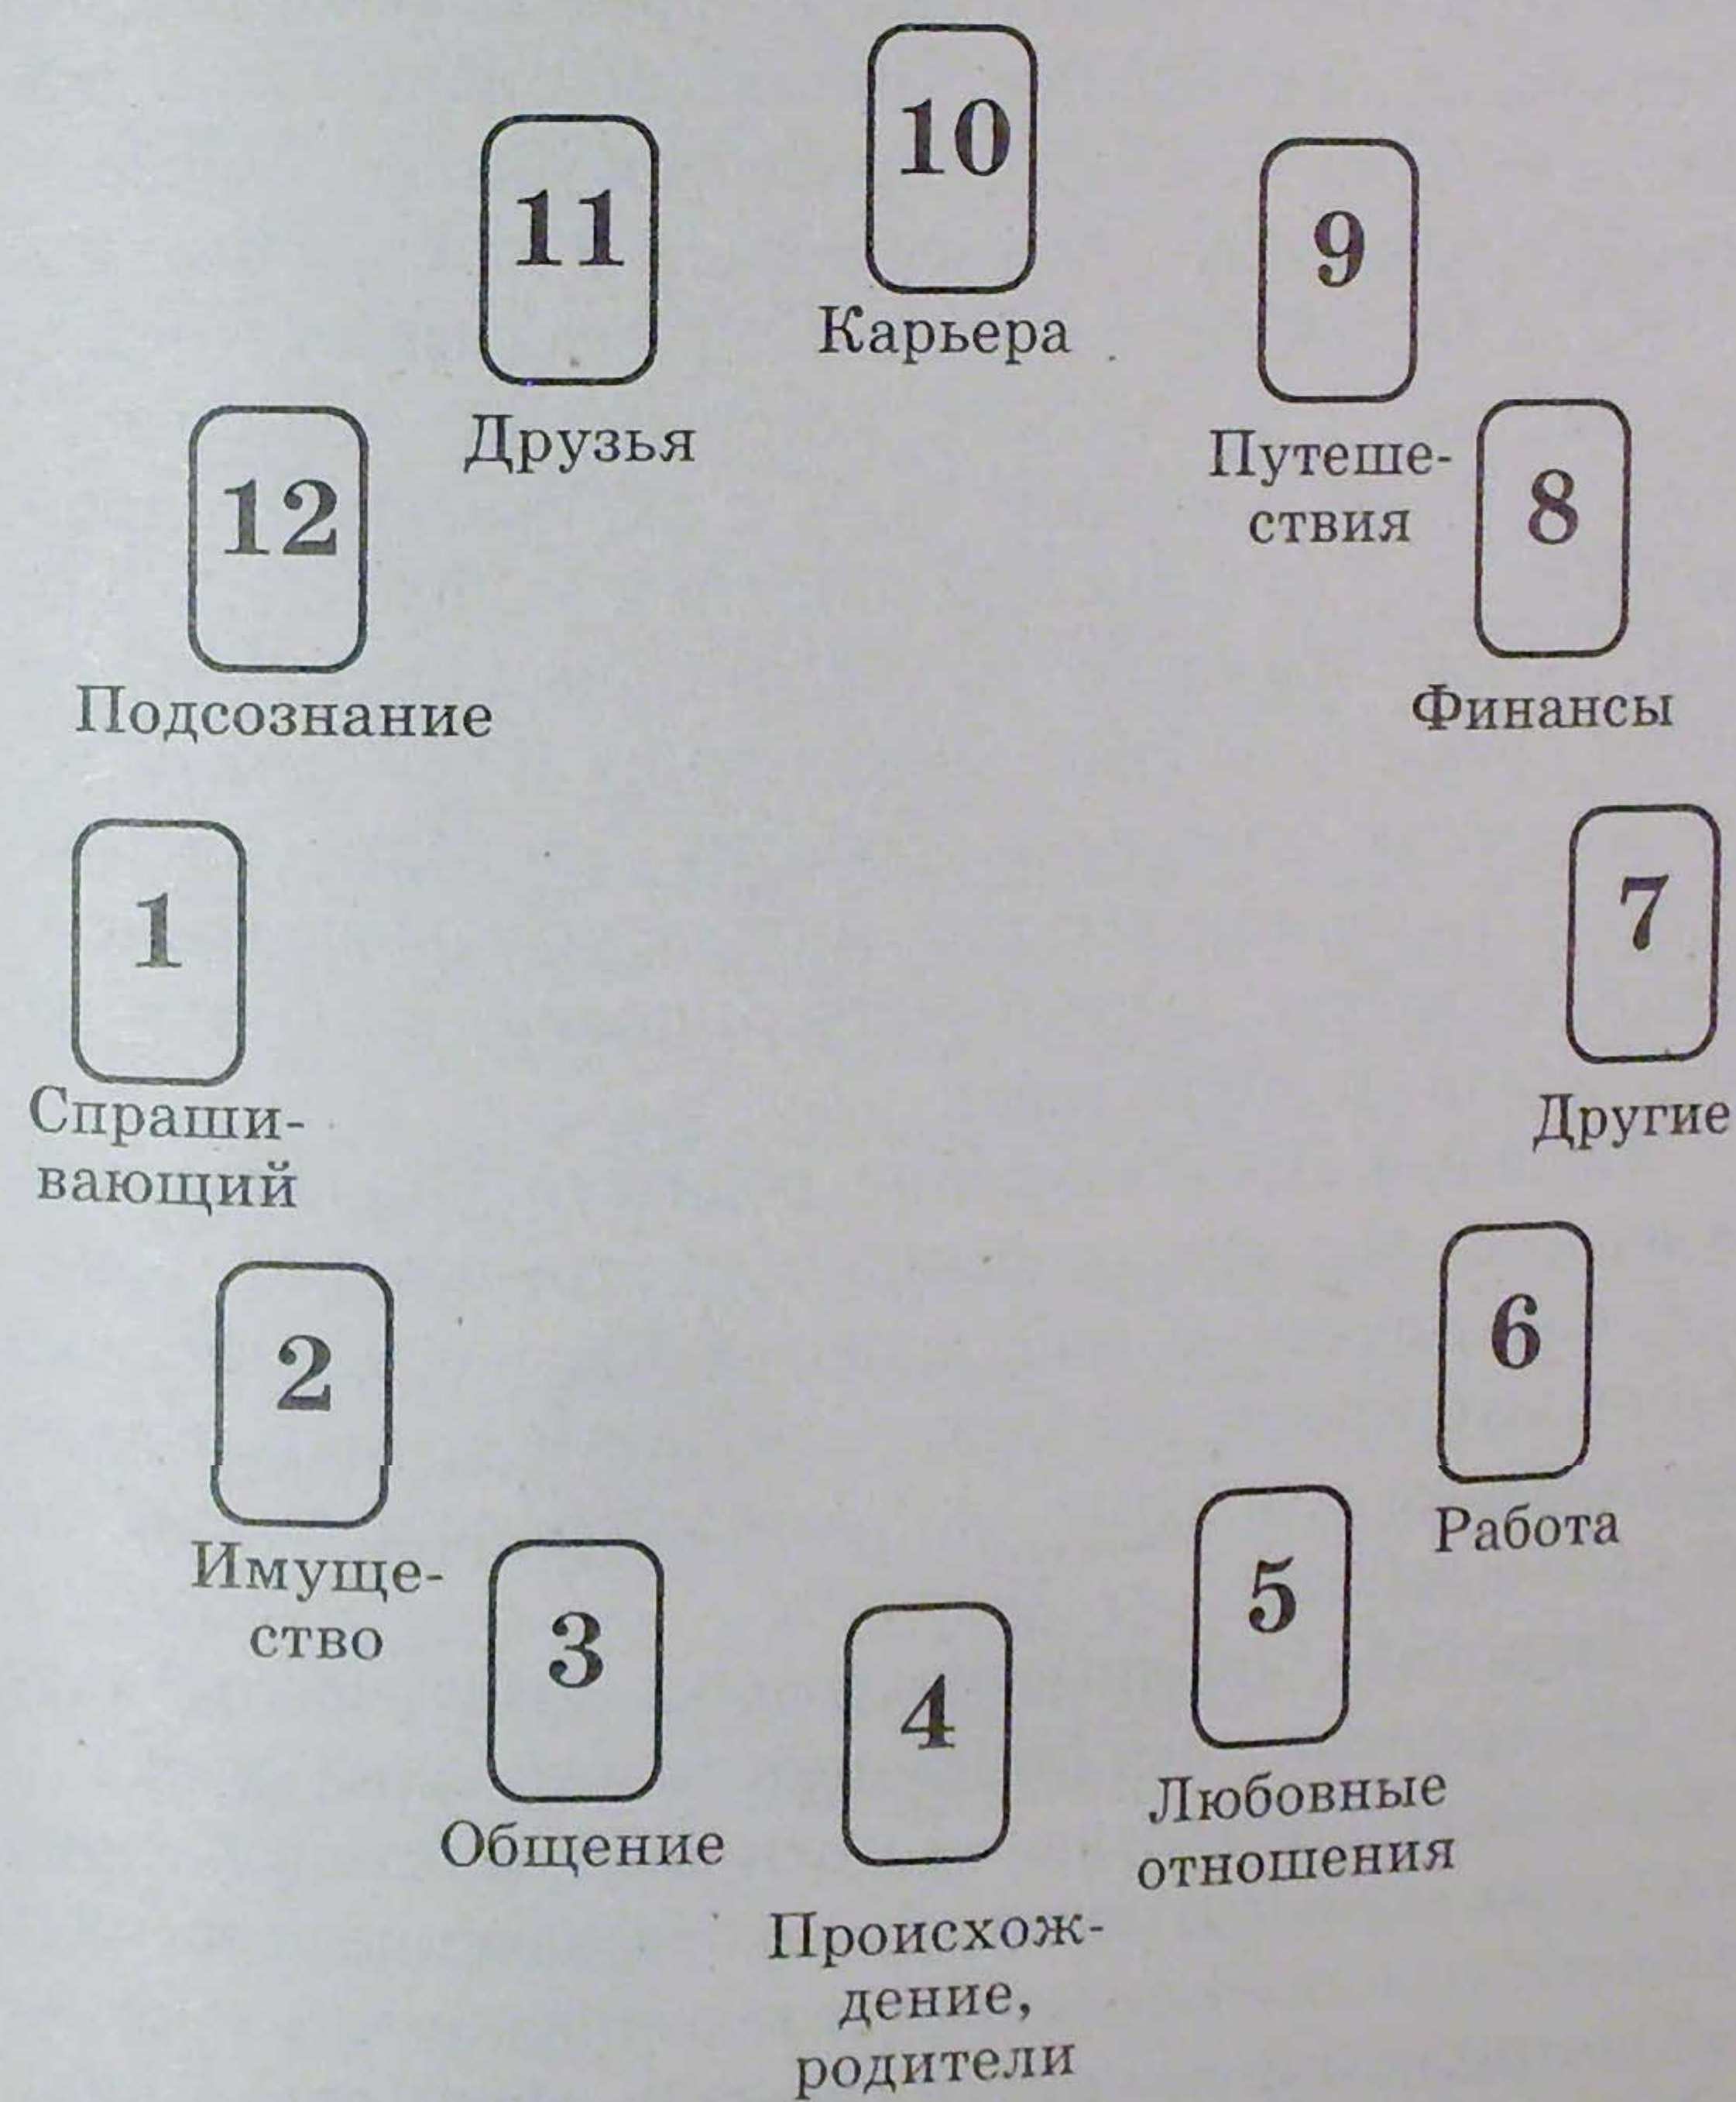 10
Карьера
11
Друзья
9
Путеше-
ствия
12
Подсознание
8
Финансы
1
Спраши-
вающий
7
Другие
2
Имуще-
ство
6
Работа
3
Общение
5
Любовные
отношения
4
Происхож-
дение,
родители